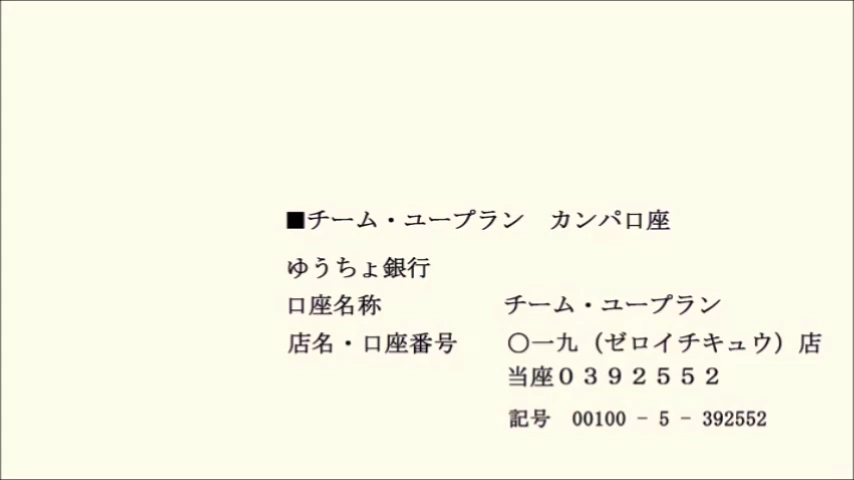 ■チーム・ユープラン　カンパ口座
ゆうちょ銀行
口座名称　チーム・ユープラン
店名・口座番号　〇一九（ゼロイチキュウ）店
当座０３９２５５２
記号　00100 － 5 － 392552